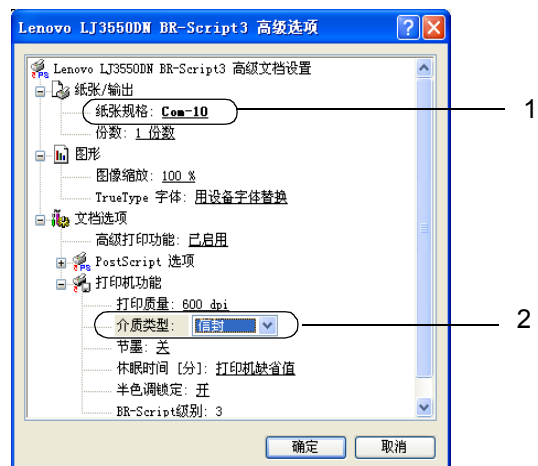 Lenovo LJ3550DN BR-Script3 高级选项
Lenovo LJ3550DN BR-Script3 高级文档设置
纸张/输出
纸张规格: Com-10
1
份数: 1 份数
图形
图像缩放: 100 %
TrueType 字体: 用设备字体替换
文档选项
高级打印功能: 已启用
PostScript 选项
打印机功能
打印质量: 600 dpi
介质类型: 信封
2
节墨: 关
休眠时间 [分]: 打印机缺省值
半色调锁定: 开
BR-Script级别: 3
确定
取消